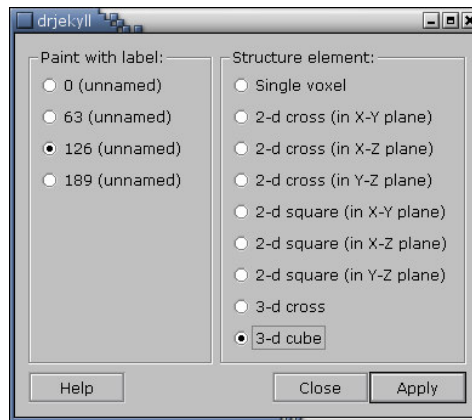 drjekyll
Paint with label:
0 (unnamed)
63 (unnamed)
126 (unnamed)
189 (unnamed)
Structure element:
Single voxel
2-d cross (in X-Y plane)
2-d cross (in X-Z plane)
2-d cross (in Y-Z plane)
2-d square (in X-Y plane)
2-d square (in X-Z plane)
2-d square (in Y-Z plane)
3-d cross
3-d cube
Help
Close
Apply